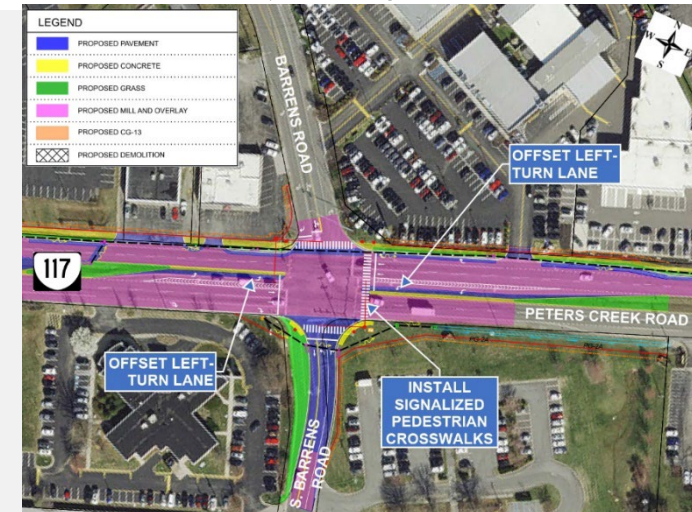 LEGEND
PROPOSED PAVEMENT
PROPOSED CONCRETE
PROPOSED GRASS
PROPOSED MILL AND OVERLAY
PROPOSED CG-13
PROPOSED DEMOLITION
BARRENS ROAD
N
W
E
S
OFFSET LEFT-
TURN LANE
117
PETERS CREEK ROAD
OFFSET LEFT-
TURN LANE
INSTALL
SIGNALIZED
PEDESTRIAN
CROSSWALKS
S. BARRENS
ROAD